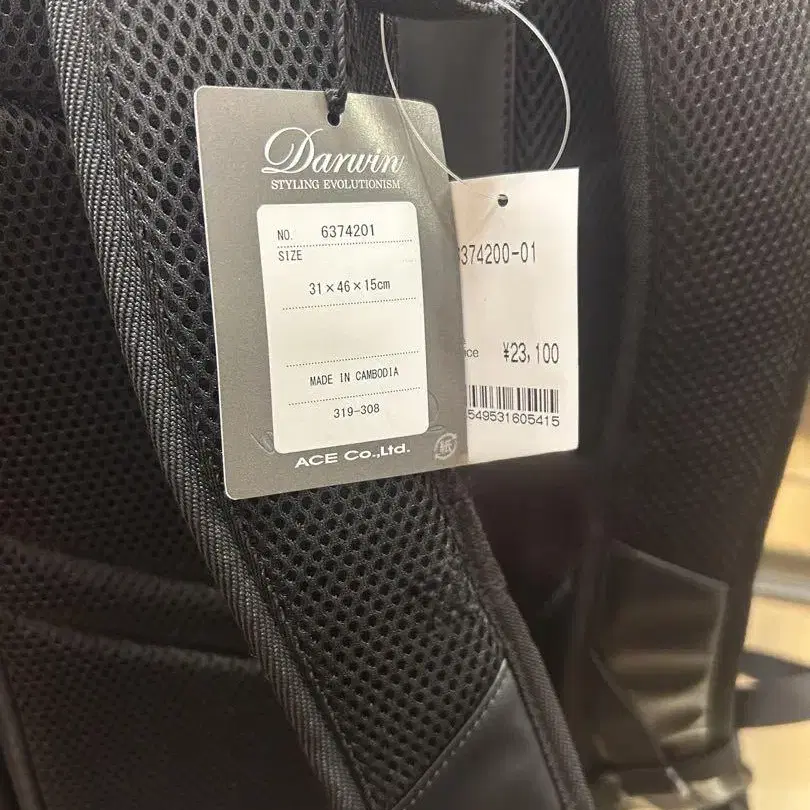 Darwin
STYLING EVOLUTIONISM
NO. 6374201
SIZE
31×46×15cm
MADE IN CAMBODIA
319-308
ACE Co.,Ltd.
紙
374200-01
¥23,100
549531605415